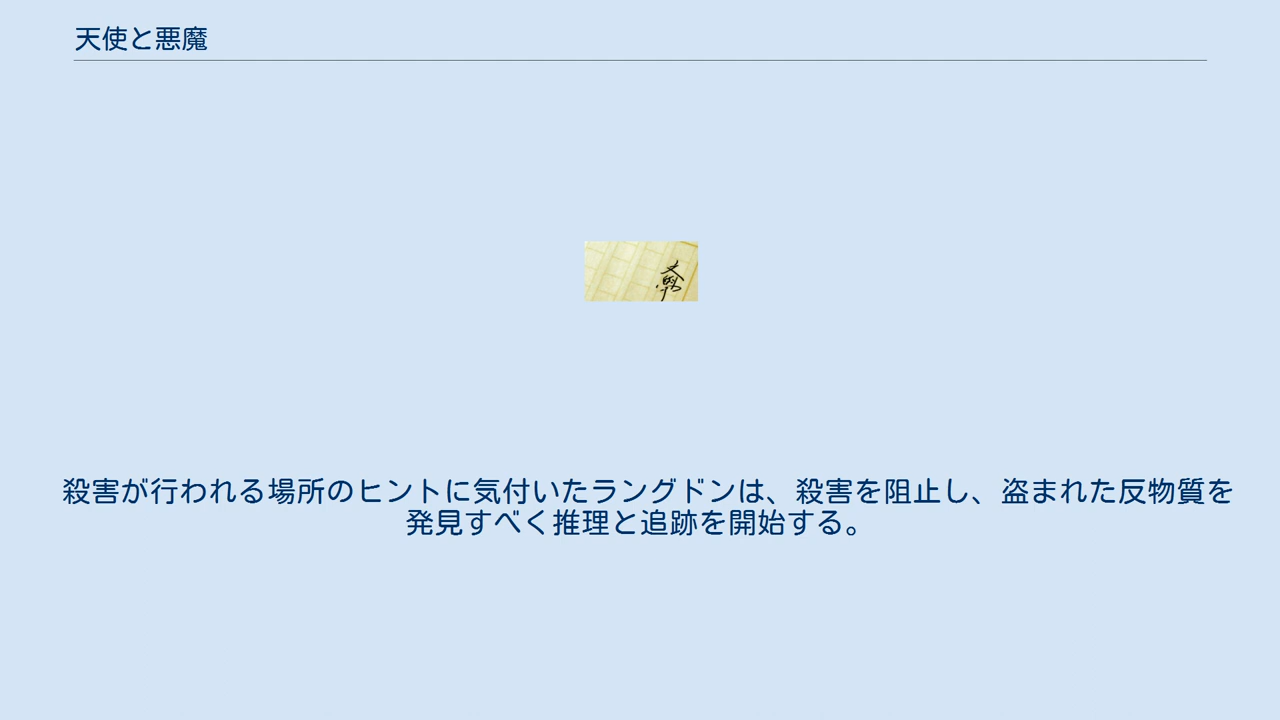 天使と悪魔
殺害が行われる場所のヒントに気付いたラングドンは、殺害を阻止し、盗まれた反物質を
発見すべく推理と追跡を開始する。